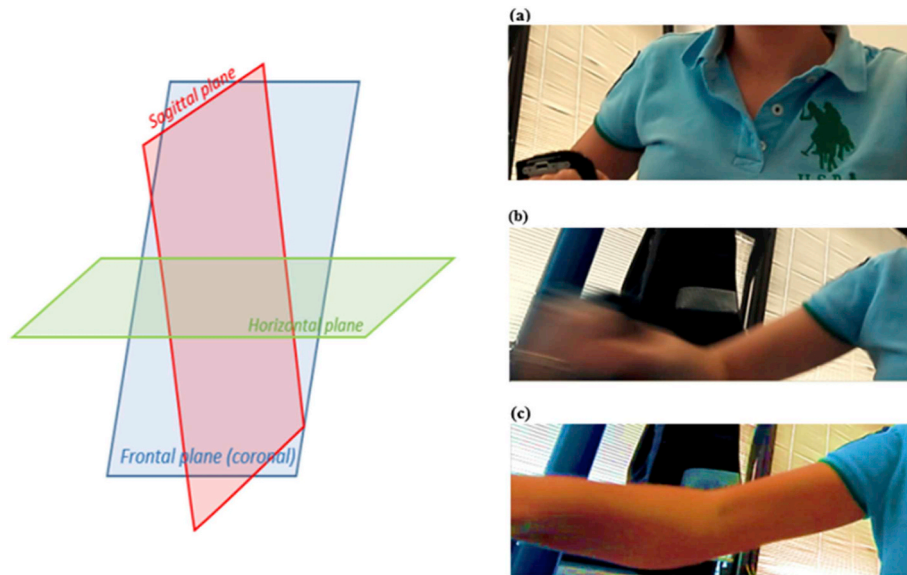 Sagittal plane
Horizontal plane
Frontal plane (coronal)
(a)
(b)
(c)